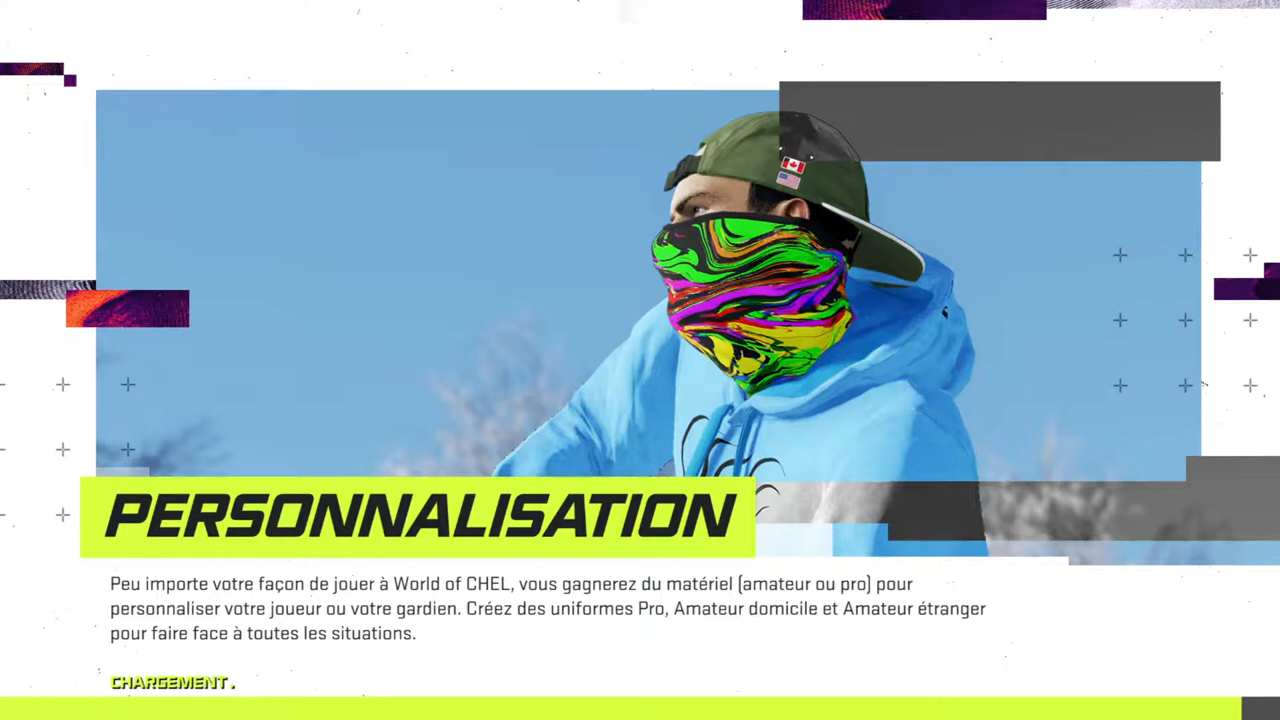 PERSONNALISATION
Peu importe votre façon de jouer à World of CHEL, vous gagnerez du matériel (amateur ou pro) pour
personnaliser votre joueur ou votre gardien. Créez des uniformes Pro, Amateur domicile et Amateur étranger
pour faire face à toutes les situations.
CHARGEMENT.